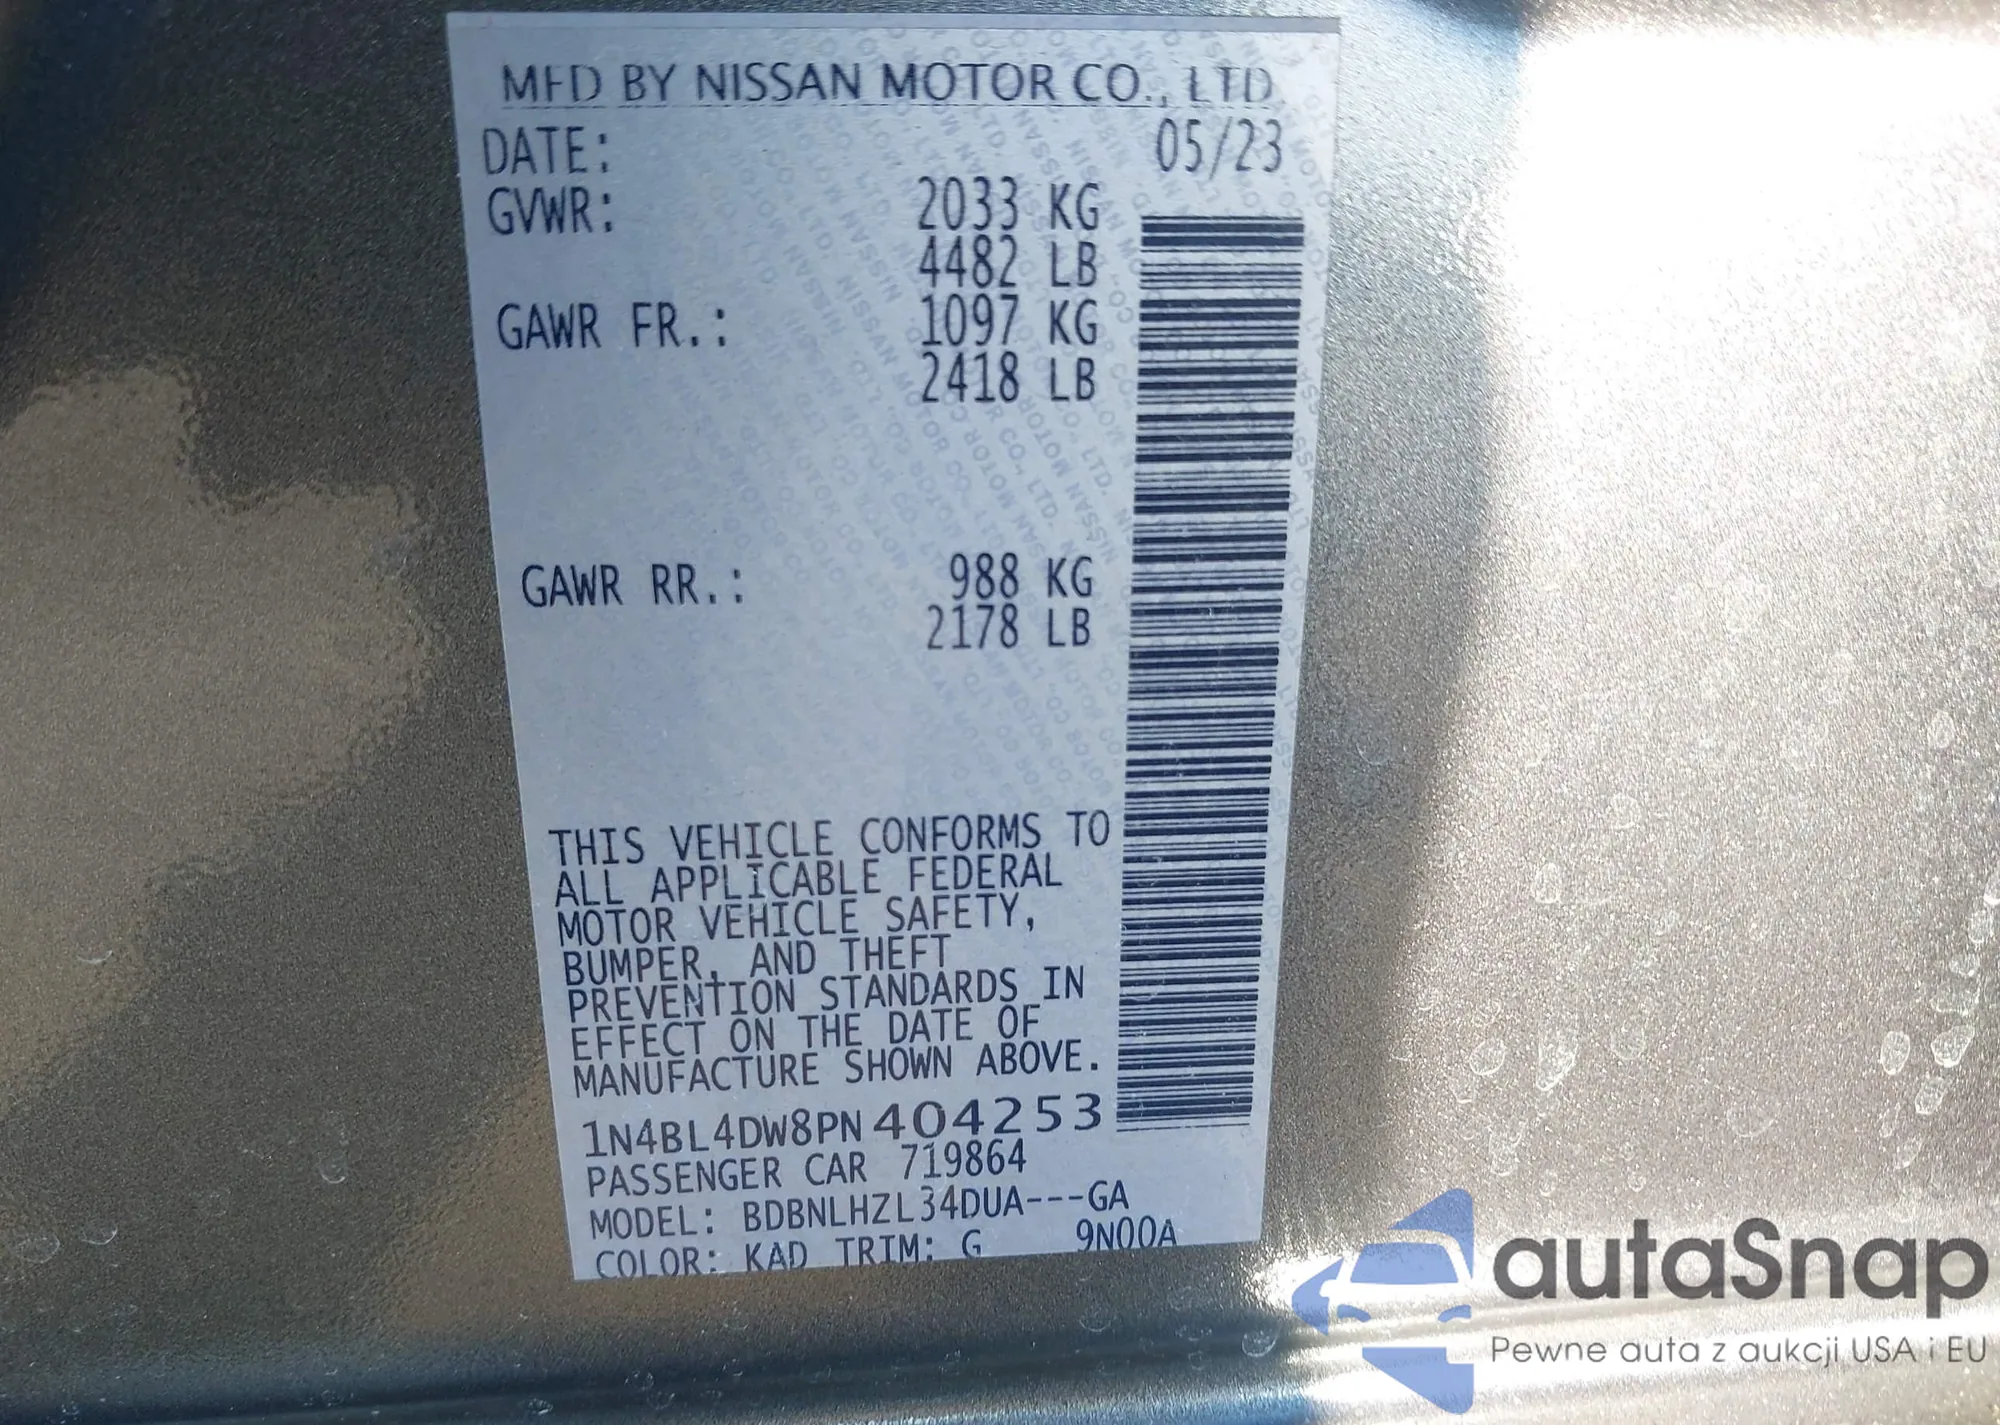 MFD BY NISSAN MOTOR CO., LTD
DATE: 05/23
GVWR: 2033 KG
4482 LB
GAWR FR.: 1097 KG
2418 LB
GAWR RR.: 988 KG
2178 LB
THIS VEHICLE CONFORMS TO
ALL APPLICABLE FEDERAL
MOTOR VEHICLE SAFETY,
BUMPER, AND THEFT
PREVENTION STANDARDS IN
EFFECT ON THE DATE OF
MANUFACTURE SHOWN ABOVE.
1N4BL4DW8PN404253
PASSENGER CAR 719864
MODEL: BDBNLHZL34DUA---GA
COLOR: KAD TRIM: G 9N00A
autaSnap
Pewne auta z aukcji USA i EU